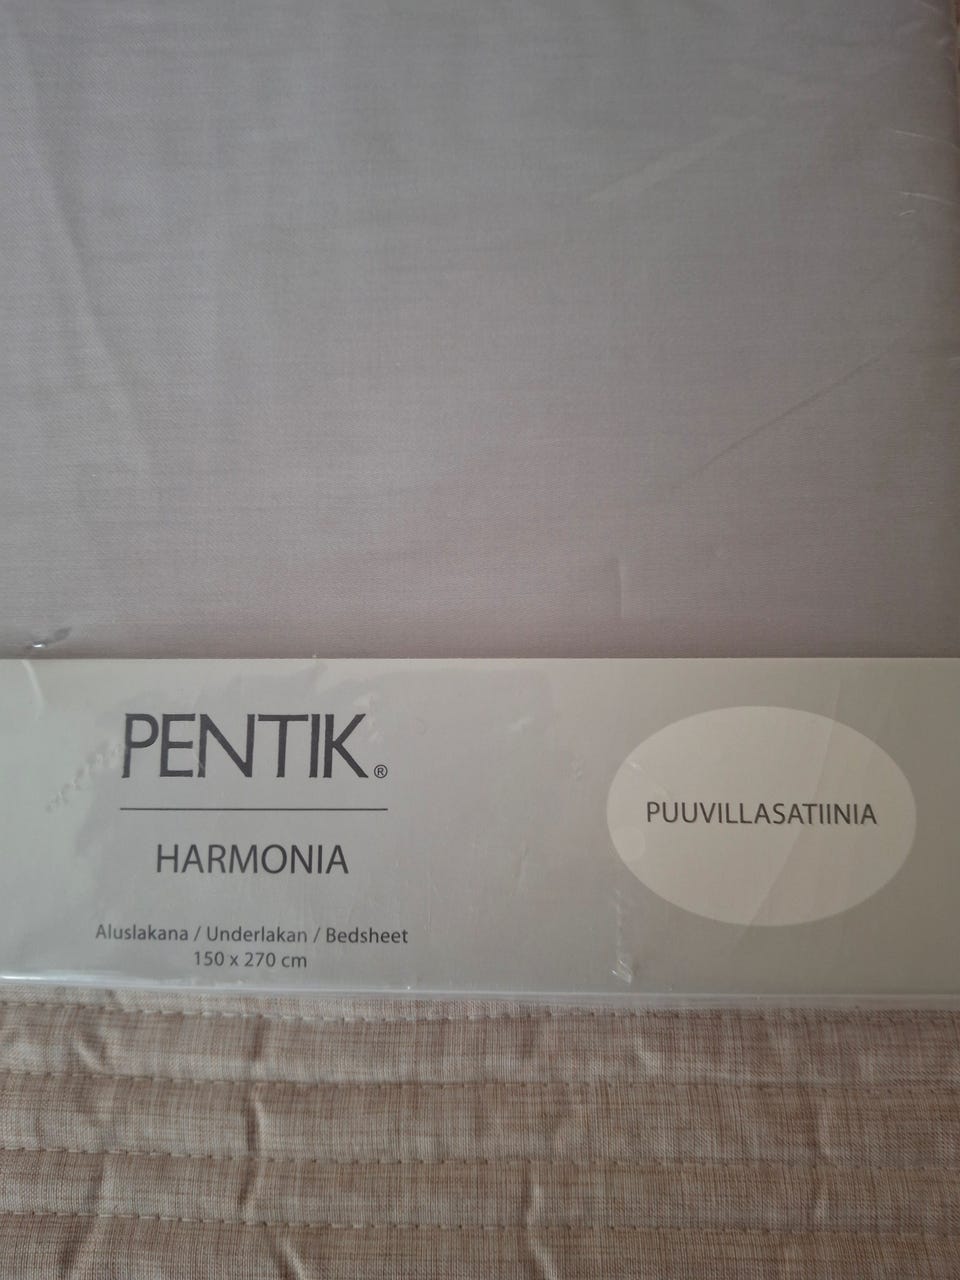 PENTIK®
HARMONIA
Aluslakana / Underlakan / Bedsheet
150 x 270 cm
PUUVILLASATIINIA